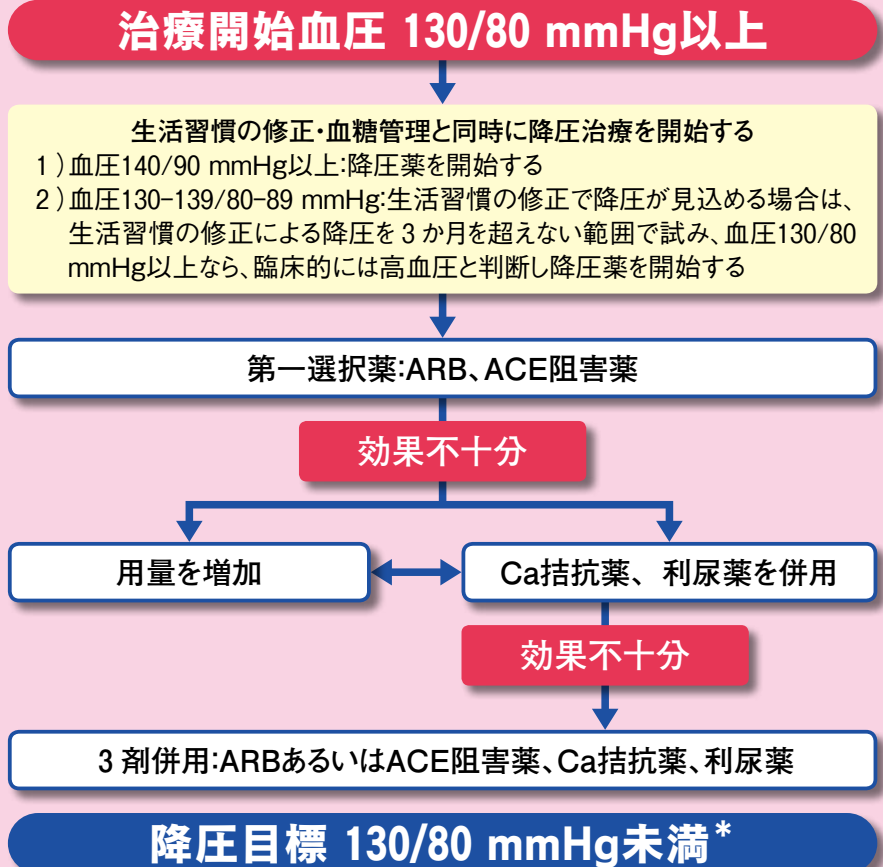 治療開始血圧 130/80 mmHg以上
生活習慣の修正・血糖管理と同時に降圧治療を開始する
1）血圧140/90 mmHg以上:降圧薬を開始する
2）血圧130-139/80-89 mmHg:生活習慣の修正で降圧が見込める場合は、
生活習慣の修正による降圧を3か月を超えない範囲で試み、血圧130/80
mmHg以上なら、臨床的には高血圧と判断し降圧薬を開始する
第一選択薬:ARB、ACE阻害薬
効果不十分
用量を増加
Ca拮抗薬、利尿薬を併用
効果不十分
3剤併用:ARBあるいはACE阻害薬、Ca拮抗薬、利尿薬
降圧目標 130/80 mmHg未満*